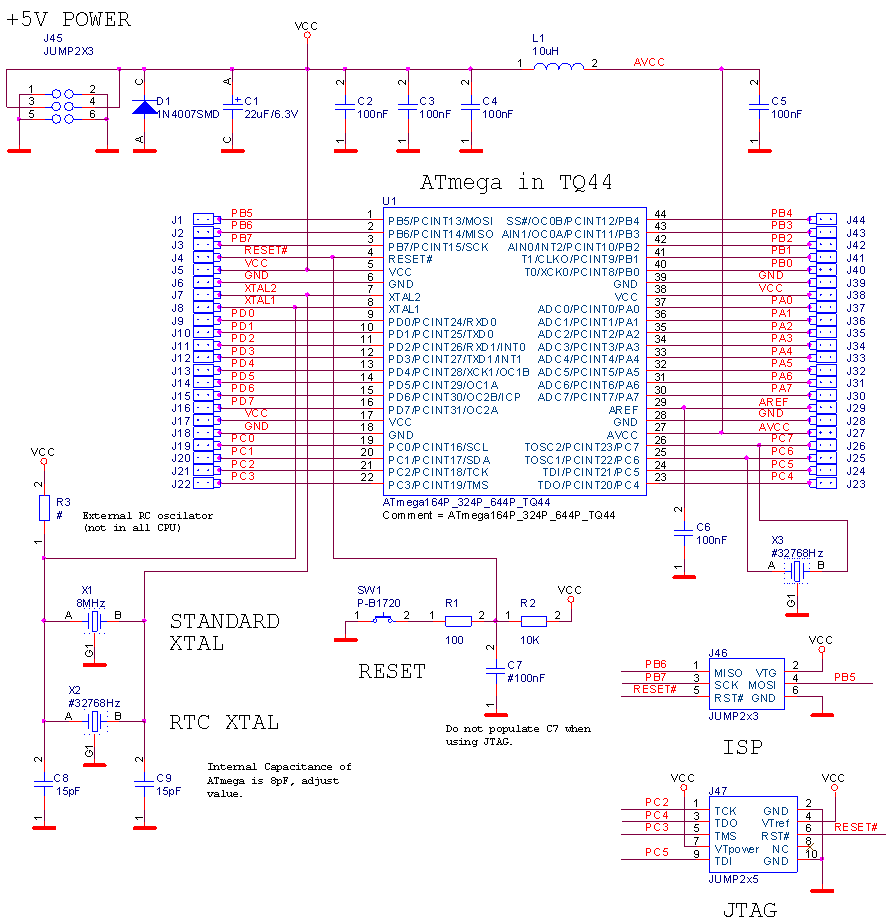 +5V POWER
J45
JUMP2X3
1 2
3 4
5 6
VCC
C
D1
1N4007SMD
A
A
+ C1
22uF/6.3V
C
2
C2
100nF
1
2
C3
100nF
1
2
C4
100nF
1
L1
10uH
1 2
AVCC
2
C5
100nF
1
ATmega in TQ44
U1
J1 PB5 1 PB5/PCINT13/MOSI SS#/OC0B/PCINT12/PB4 44 PB4 J44
J2 PB6 2 PB6/PCINT14/MISO AIN1/OC0A/PCINT11/PB3 43 PB3 J43
J3 PB7 3 PB7/PCINT15/SCK AIN0/INT2/PCINT10/PB2 42 PB2 J42
J4 RESET# 4 RESET# T1/CLKO/PCINT9/PB1 41 PB1 J41
J5 VCC 5 VCC T0/XCK0/PCINT8/PB0 40 PB0 J40
J6 GND 6 GND GND 39 GND J39
J7 XTAL2 7 XTAL2 VCC 38 VCC J38
J8 XTAL1 8 XTAL1 ADC0/PCINT0/PA0 37 PA0 J37
J9 PD0 9 PD0/PCINT24/RXD0 ADC1/PCINT1/PA1 36 PA1 J36
J10 PD1 10 PD1/PCINT25/TXD0 ADC2/PCINT2/PA2 35 PA2 J35
J11 PD2 11 PD2/PCINT26/RXD1/INT0 ADC3/PCINT3/PA3 34 PA3 J34
J12 PD3 12 PD3/PCINT27/TXD1/INT1 ADC4/PCINT4/PA4 33 PA4 J33
J13 PD4 13 PD4/PCINT28/XCK1/OC1B ADC5/PCINT5/PA5 32 PA5 J32
J14 PD5 14 PD5/PCINT29/OC1A ADC6/PCINT6/PA6 31 PA6 J31
J15 PD6 15 PD6/PCINT30/OC2B/ICP ADC7/PCINT7/PA7 30 PA7 J30
J16 PD7 16 PD7/PCINT31/OC2A AREF 29 AREF J29
J17 VCC 17 VCC GND 28 GND J28
J18 GND 18 GND AVCC 27 AVCC J27
J19 PC0 19 PC0/PCINT16/SCL TOSC2/PCINT23/PC7 26 PC7 J26
J20 PC1 20 PC1/PCINT17/SDA TOSC1/PCINT22/PC6 25 PC6 J25
J21 PC2 21 PC2/PCINT18/TCK TDI/PCINT21/PC5 24 PC5 J24
J22 PC3 22 PC3/PCINT19/TMS TDO/PCINT20/PC4 23 PC4 J23
ATmega164P_324P_644P_TQ44
Comment = ATmega164P_324P_644P_TQ44
VCC
2
R3
#
1
External RC oscilator
(not in all CPU)
X1
8MHz
A B
G1
STANDARD
XTAL
X2
#32768Hz
A B
G1
RTC XTAL
2
C8
15pF
1
2
C9
15pF
1
Internal Capacitance of
ATmega is 8pF, adjust
value.
SW1
P-B1720
1 2
R1
1 2
100
R2
1 2
10K
VCC
RESET
2
C7
#100nF
1
Do not populate C7 when
using JTAG.
2
C6
100nF
1
X3
#32768Hz
A B
G1
J46
VCC
PB6 1 MISO VTG 2
PB7 3 SCK MOSI 4 PB5
RESET# 5 RST# GND 6
JUMP2x3
ISP
VCC
J47
VCC
PC2 1 TCK GND 2
PC4 3 TDO VTref 4
PC3 5 TMS RST# 6 RESET#
7 VTpower NC 8
PC5 9 TDI GND 10
JUMP2x5
JTAG